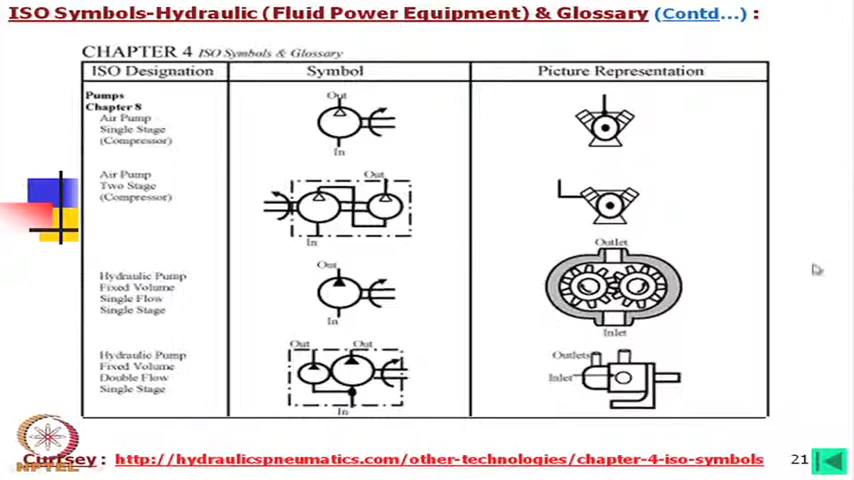 ISO Symbols-Hydraulic (Fluid Power Equipment) & Glossary (Contd...) :
CHAPTER 4 ISO Symbols & Glossary
ISO Designation
Symbol
Picture Representation
Pumps
Chapter 8
Air Pump
Single Stage
(Compressor)
Out
In
Air Pump
Two Stage
(Compressor)
Out
In
Hydraulic Pump
Fixed Volume
Single Flow
Single Stage
Out
In
Outlet
Inlet
Hydraulic Pump
Fixed Volume
Double Flow
Single Stage
Out
Out
In
Outlets
Inlet
Curtsey : http://hydraulicspneumatics.com/other-technologies/chapter-4-iso-symbols
21
NPTEL